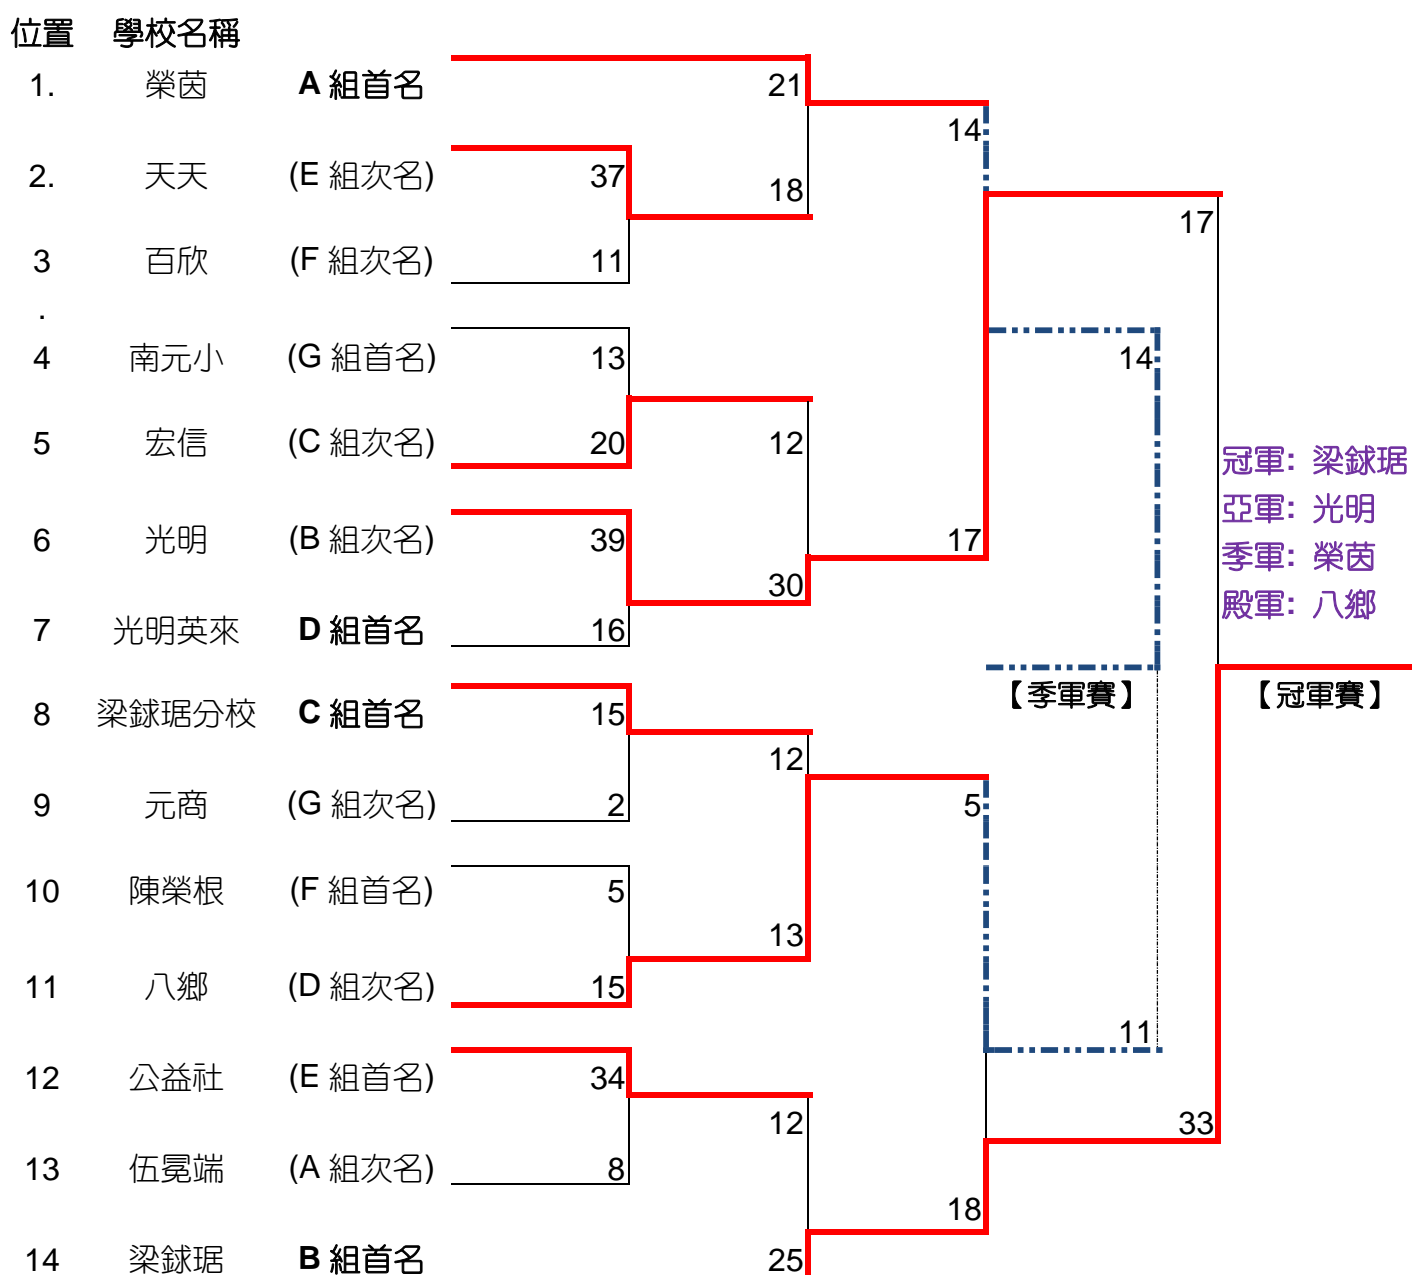 位置 學校名稱
1. 榮茵 A 組首名 21
14
2. 天天 (E 組次名) 37 18
17
3 百欣 (F 組次名) 11
.
4 南元小 (G 組首名) 13 14
5 宏信 (C 組次名) 20 12
冠軍: 梁銶琚
亞軍: 光明
6 光明 (B 組次名) 39 17
季軍: 榮茵
30
殿軍: 八鄉
7 光明英來 D 組首名 16
【季軍賽】 【冠軍賽】
8 梁銶琚分校 C 組首名 15
12
9 元商 (G 組次名) 2 5
10 陳榮根 (F 組首名) 5
13
11 八鄉 (D 組次名) 15
11
12 公益社 (E 組首名) 34
12 33
13 伍冕端 (A 組次名) 8
18
14 梁銶琚 B 組首名 25